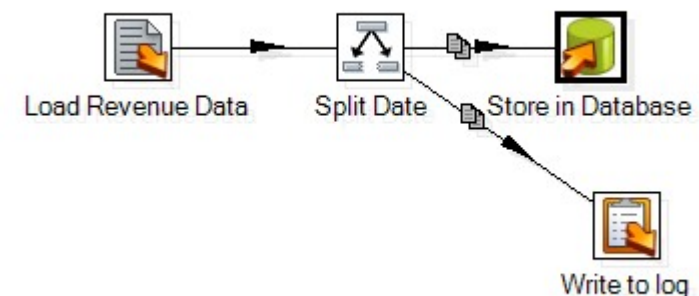 Load Revenue Data
Split Date
Store in Database
Write to log